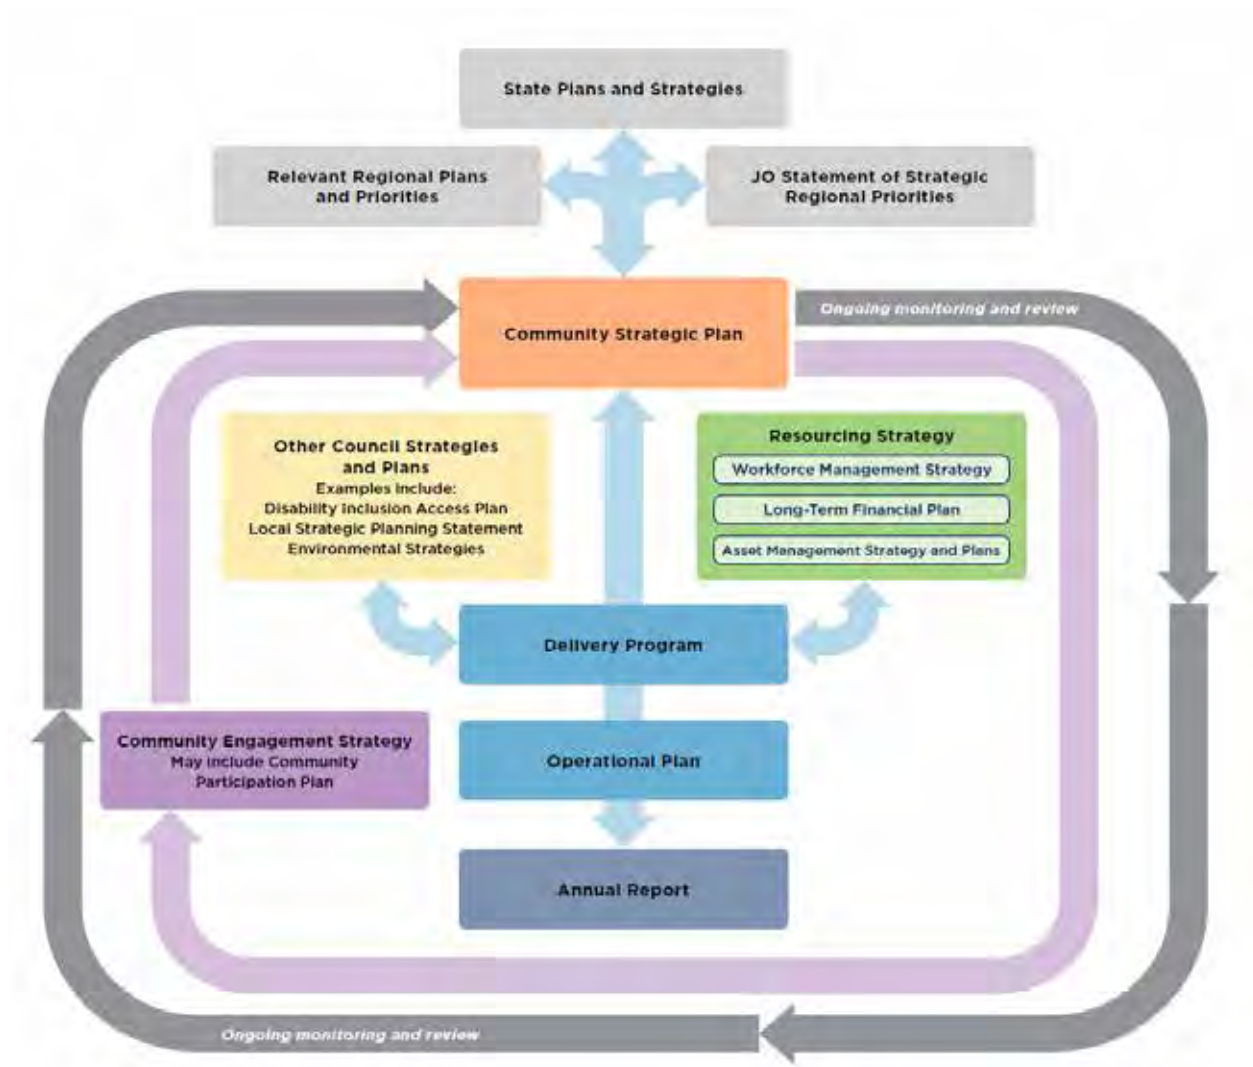 State Plans and Strategies
Relevant Regional Plans
and Priorities
JO Statement of Strategic
Regional Priorities
Community Strategic Plan
Ongoing monitoring and review
Other Council Strategies
and Plans
Examples Include:
Disability Inclusion Access Plan
Local Strategic Planning Statement
Environmental Strategies
Resourcing Strategy
Workforce Management Strategy
Long-Term Financial Plan
Asset Management Strategy and Plans
Delivery Program
Community Engagement Strategy
May Include Community
Participation Plan
Operational Plan
Annual Report
Ongoing monitoring and review